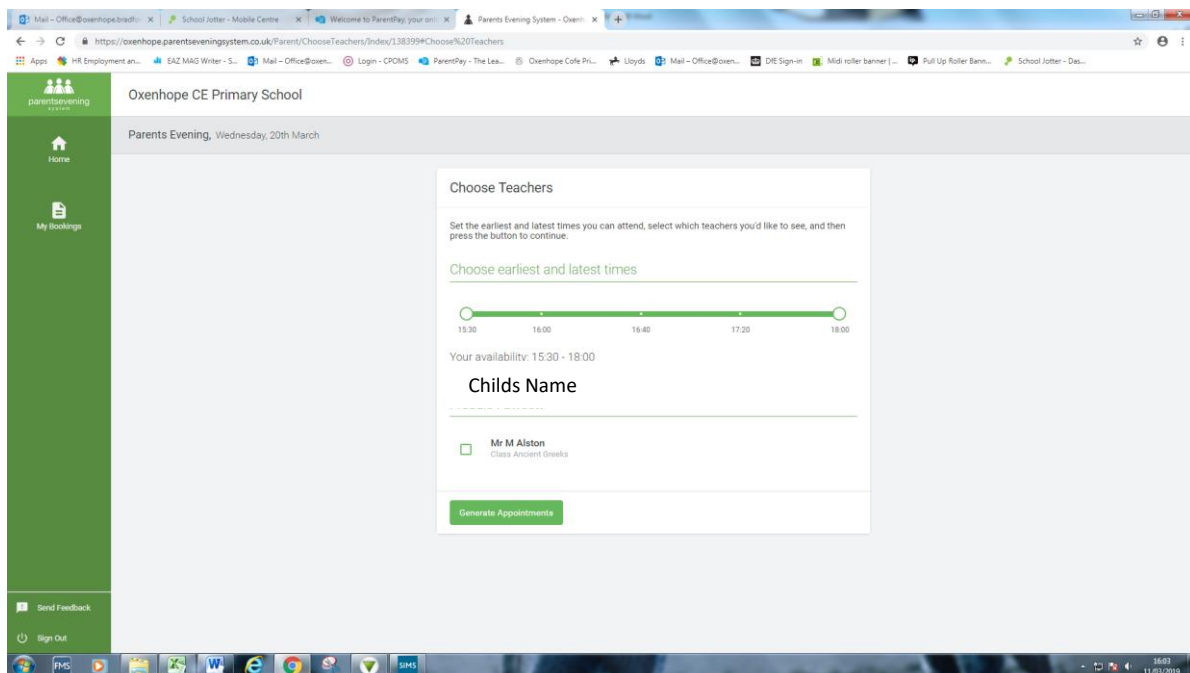 Mail – Office@oxenhope.bradfo
School Jotter - Mobile Centre
Welcome to ParentPay, your onli
Parents Evening System - Oxenh
https://oxenhope.parentseveningsystem.co.uk/Parent/ChooseTeachers/Index/138399#Choose%20Teachers
Apps
HR Employment an...
EAZ MAG Writer - S...
Mail – Office@oxen...
Login - CPOMS
ParentPay - The Lea...
Oxenhope Cofe Pri...
Lloyds
Mail – Office@oxen...
DfE Sign-in
Midi roller banner | ...
Pull Up Roller Bann...
School Jotter - Das...
parentsevening
system
Oxenhope CE Primary School
Parents Evening, Wednesday, 20th March
Home
My Bookings
Choose Teachers
Set the earliest and latest times you can attend, select which teachers you'd like to see, and then
press the button to continue.
Choose earliest and latest times
15:30 16:00 16:40 17:20 18:00
Your availability: 15:30 - 18:00
Childs Name
Mr M Alston
Class Ancient Greeks
Generate Appointments
Send Feedback
Sign Out
FMS
SIMS
16:03
11/03/2019